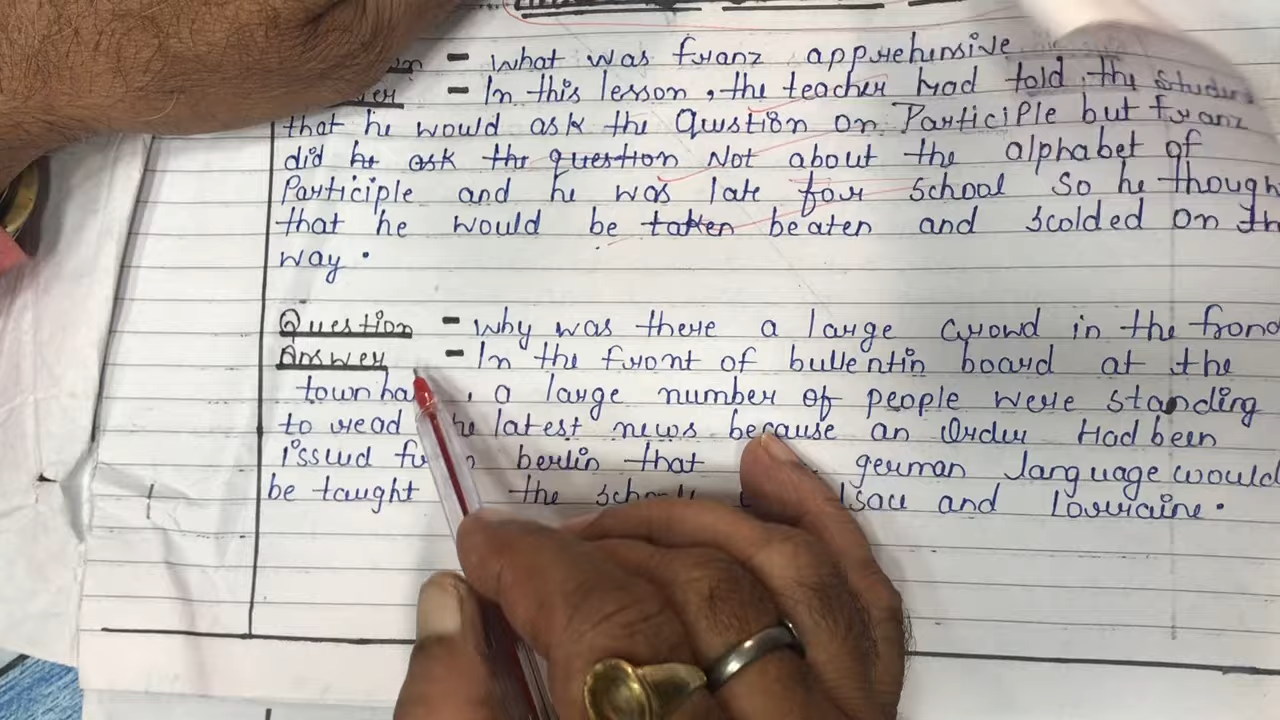 - what was franz apprehensive
- In this lesson, the teacher had told, the
that he would ask the Qustion on Participle but franz
did he ask the question Not about the alphabet of
Participle and he was late for school so he though
that he would be taken beaten and scolded on th
way.
Question - why was there a large crowd in the frond
Answer - In the front of bullentin board at the
town , a large number of people were standing
to read latest news because an Order Had been
issued berlin that german language would
be taught the and Lorraine.